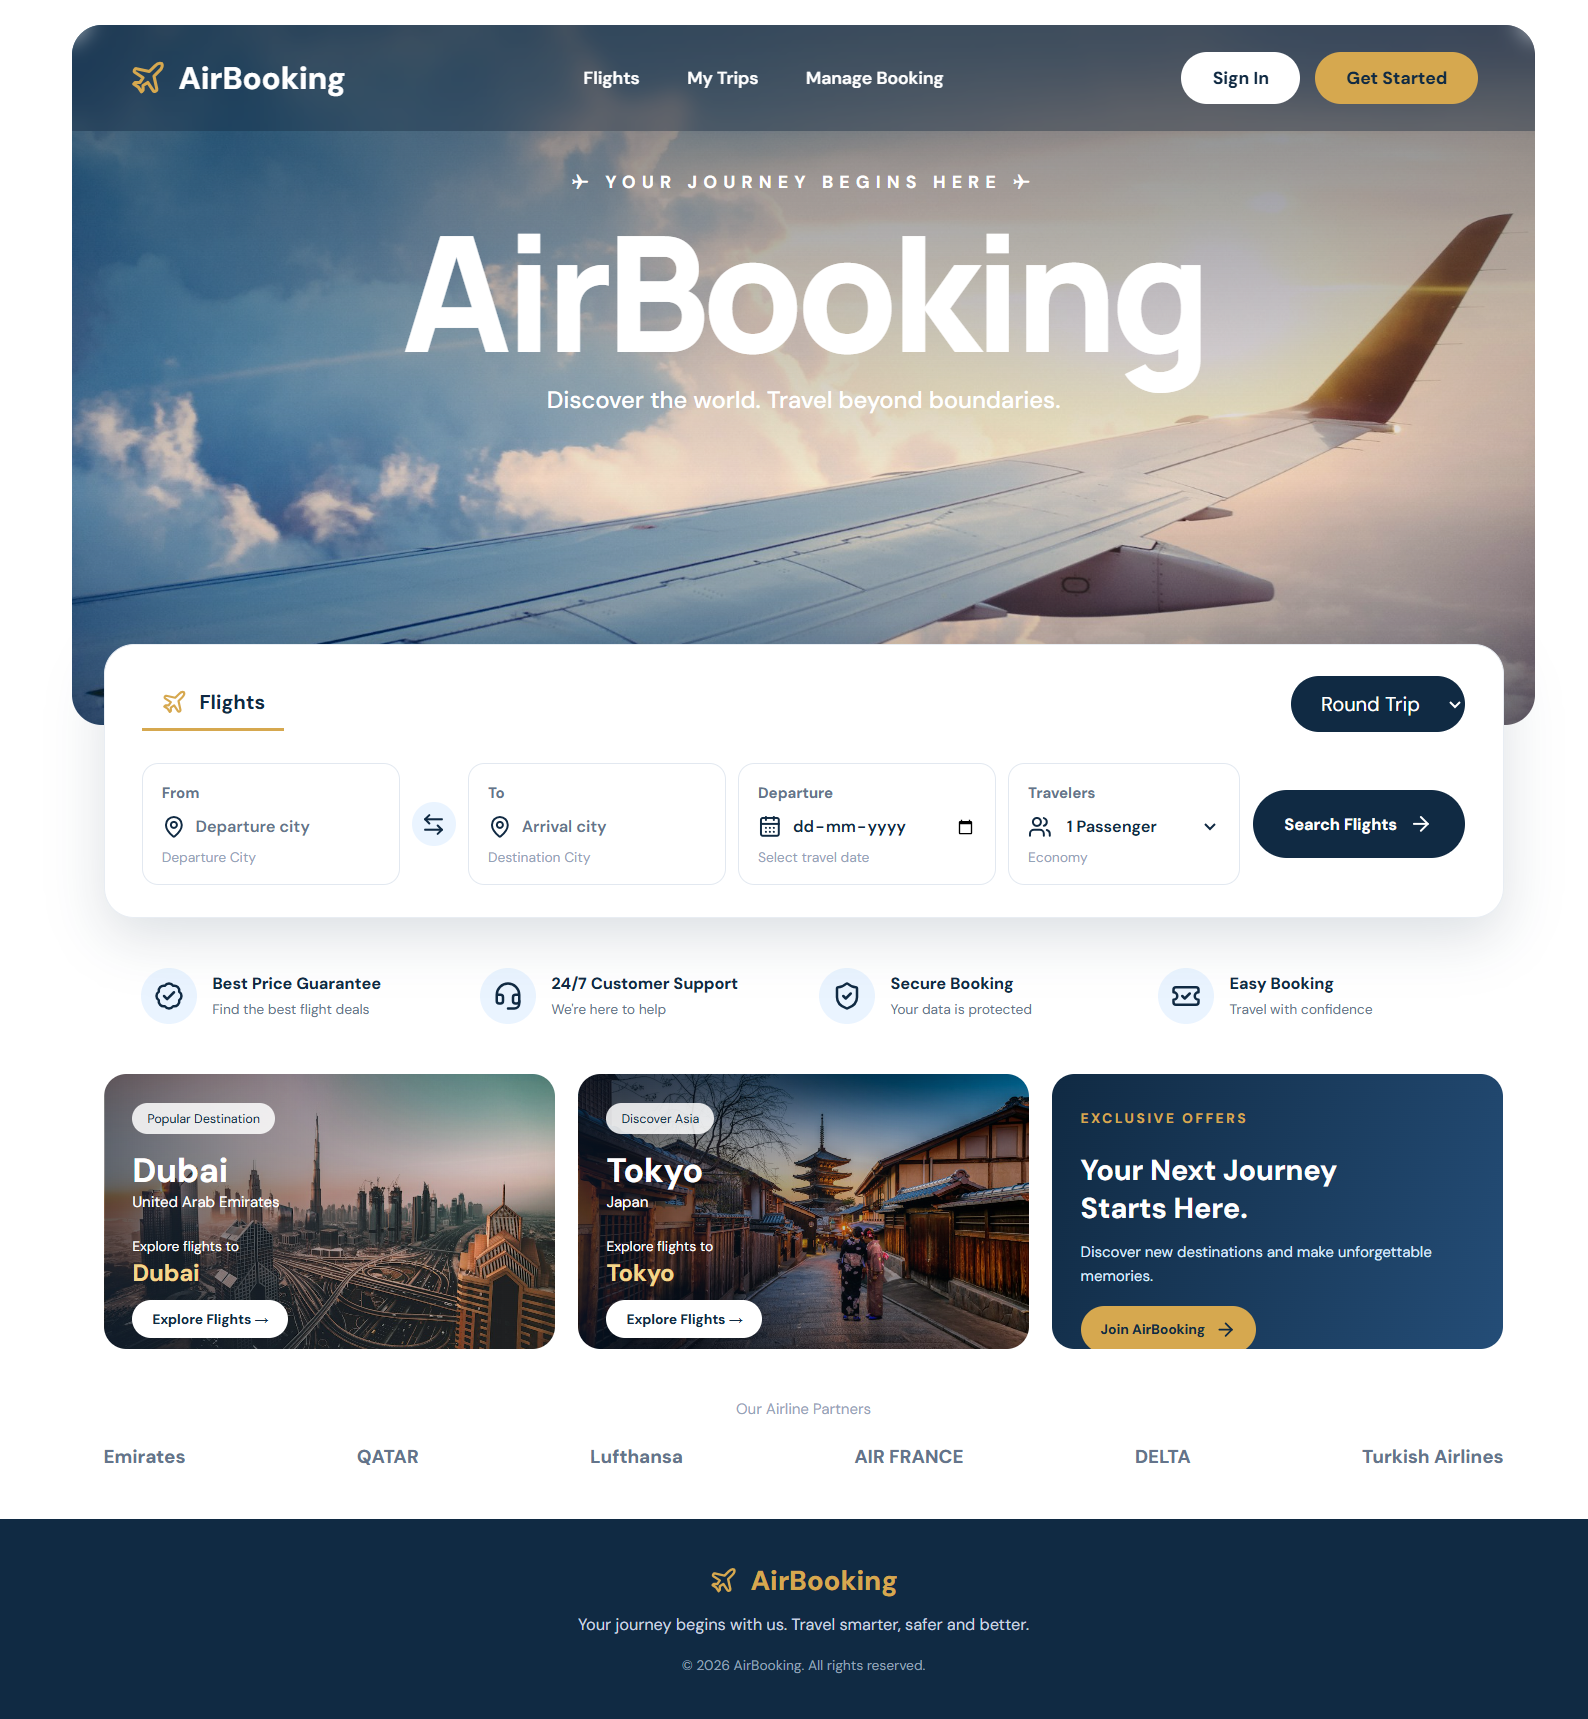 AirBooking
Flights My Trips Manage Booking
Sign In Get Started
✈ YOUR JOURNEY BEGINS HERE ✈
AirBooking
Discover the world. Travel beyond boundaries.
Flights
Round Trip
From
Departure city
Departure City
To
Arrival city
Destination City
Departure
dd-mm-yyyy
Select travel date
Travelers
1 Passenger
Economy
Search Flights →
Best Price Guarantee
Find the best flight deals
24/7 Customer Support
We're here to help
Secure Booking
Your data is protected
Easy Booking
Travel with confidence
Popular Destination
Dubai
United Arab Emirates
Explore flights to
Dubai
Explore Flights →
Discover Asia
Tokyo
Japan
Explore flights to
Tokyo
Explore Flights →
EXCLUSIVE OFFERS
Your Next Journey
Starts Here.
Discover new destinations and make unforgettable
memories.
Join AirBooking →
Our Airline Partners
Emirates QATAR Lufthansa AIR FRANCE DELTA Turkish Airlines
AirBooking
Your journey begins with us. Travel smarter, safer and better.
© 2026 AirBooking. All rights reserved.